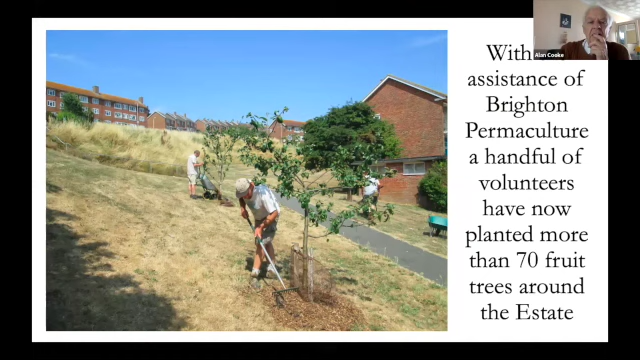 With
assistance of
Brighton
Permaculture
a handful of
volunteers
have now
planted more
than 70 fruit
trees around
the Estate
Alan Cooke